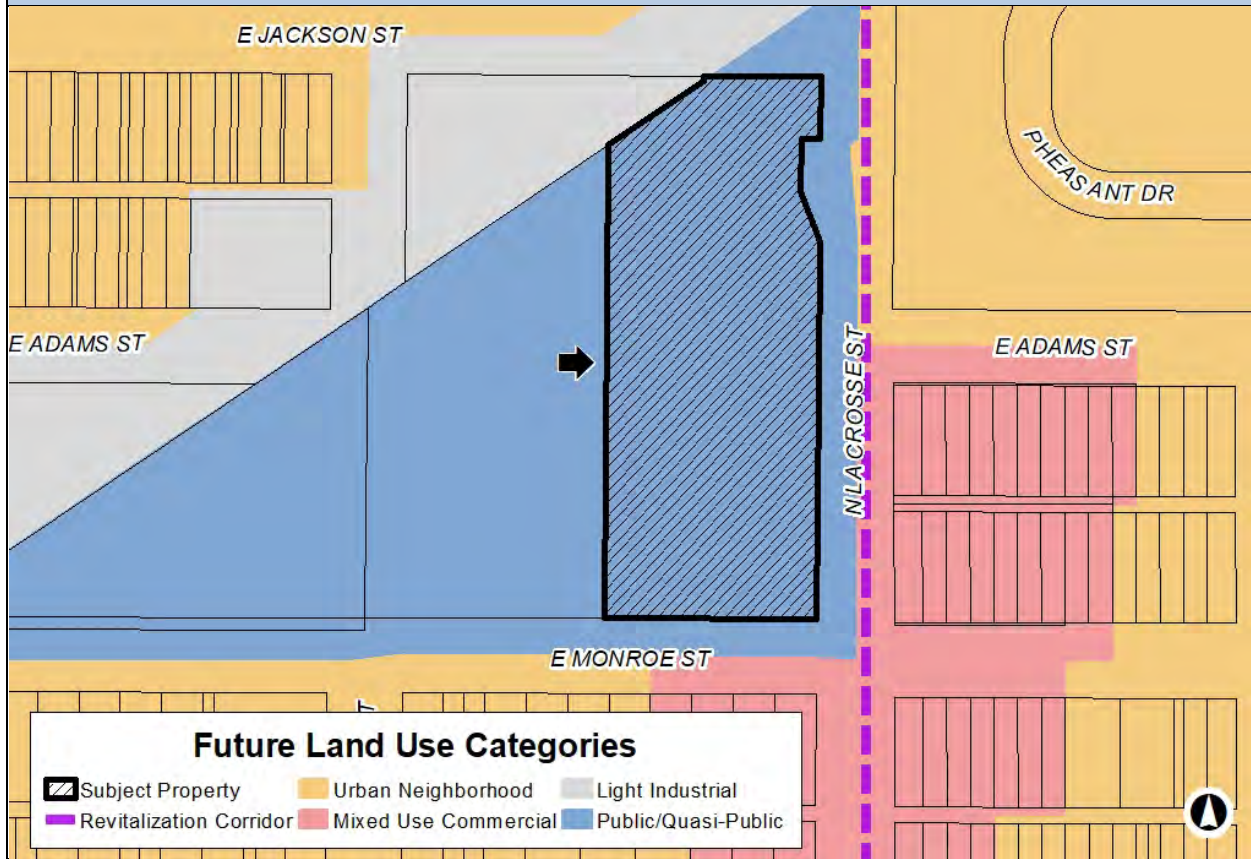 E JACKSON ST
PHEASANT DR
E ADAMS ST
E ADAMS ST
N LA CROSSE ST
E MONROE ST
Future Land Use Categories
Subject Property
Urban Neighborhood
Light Industrial
Revitalization Corridor
Mixed Use Commercial
Public/Quasi-Public